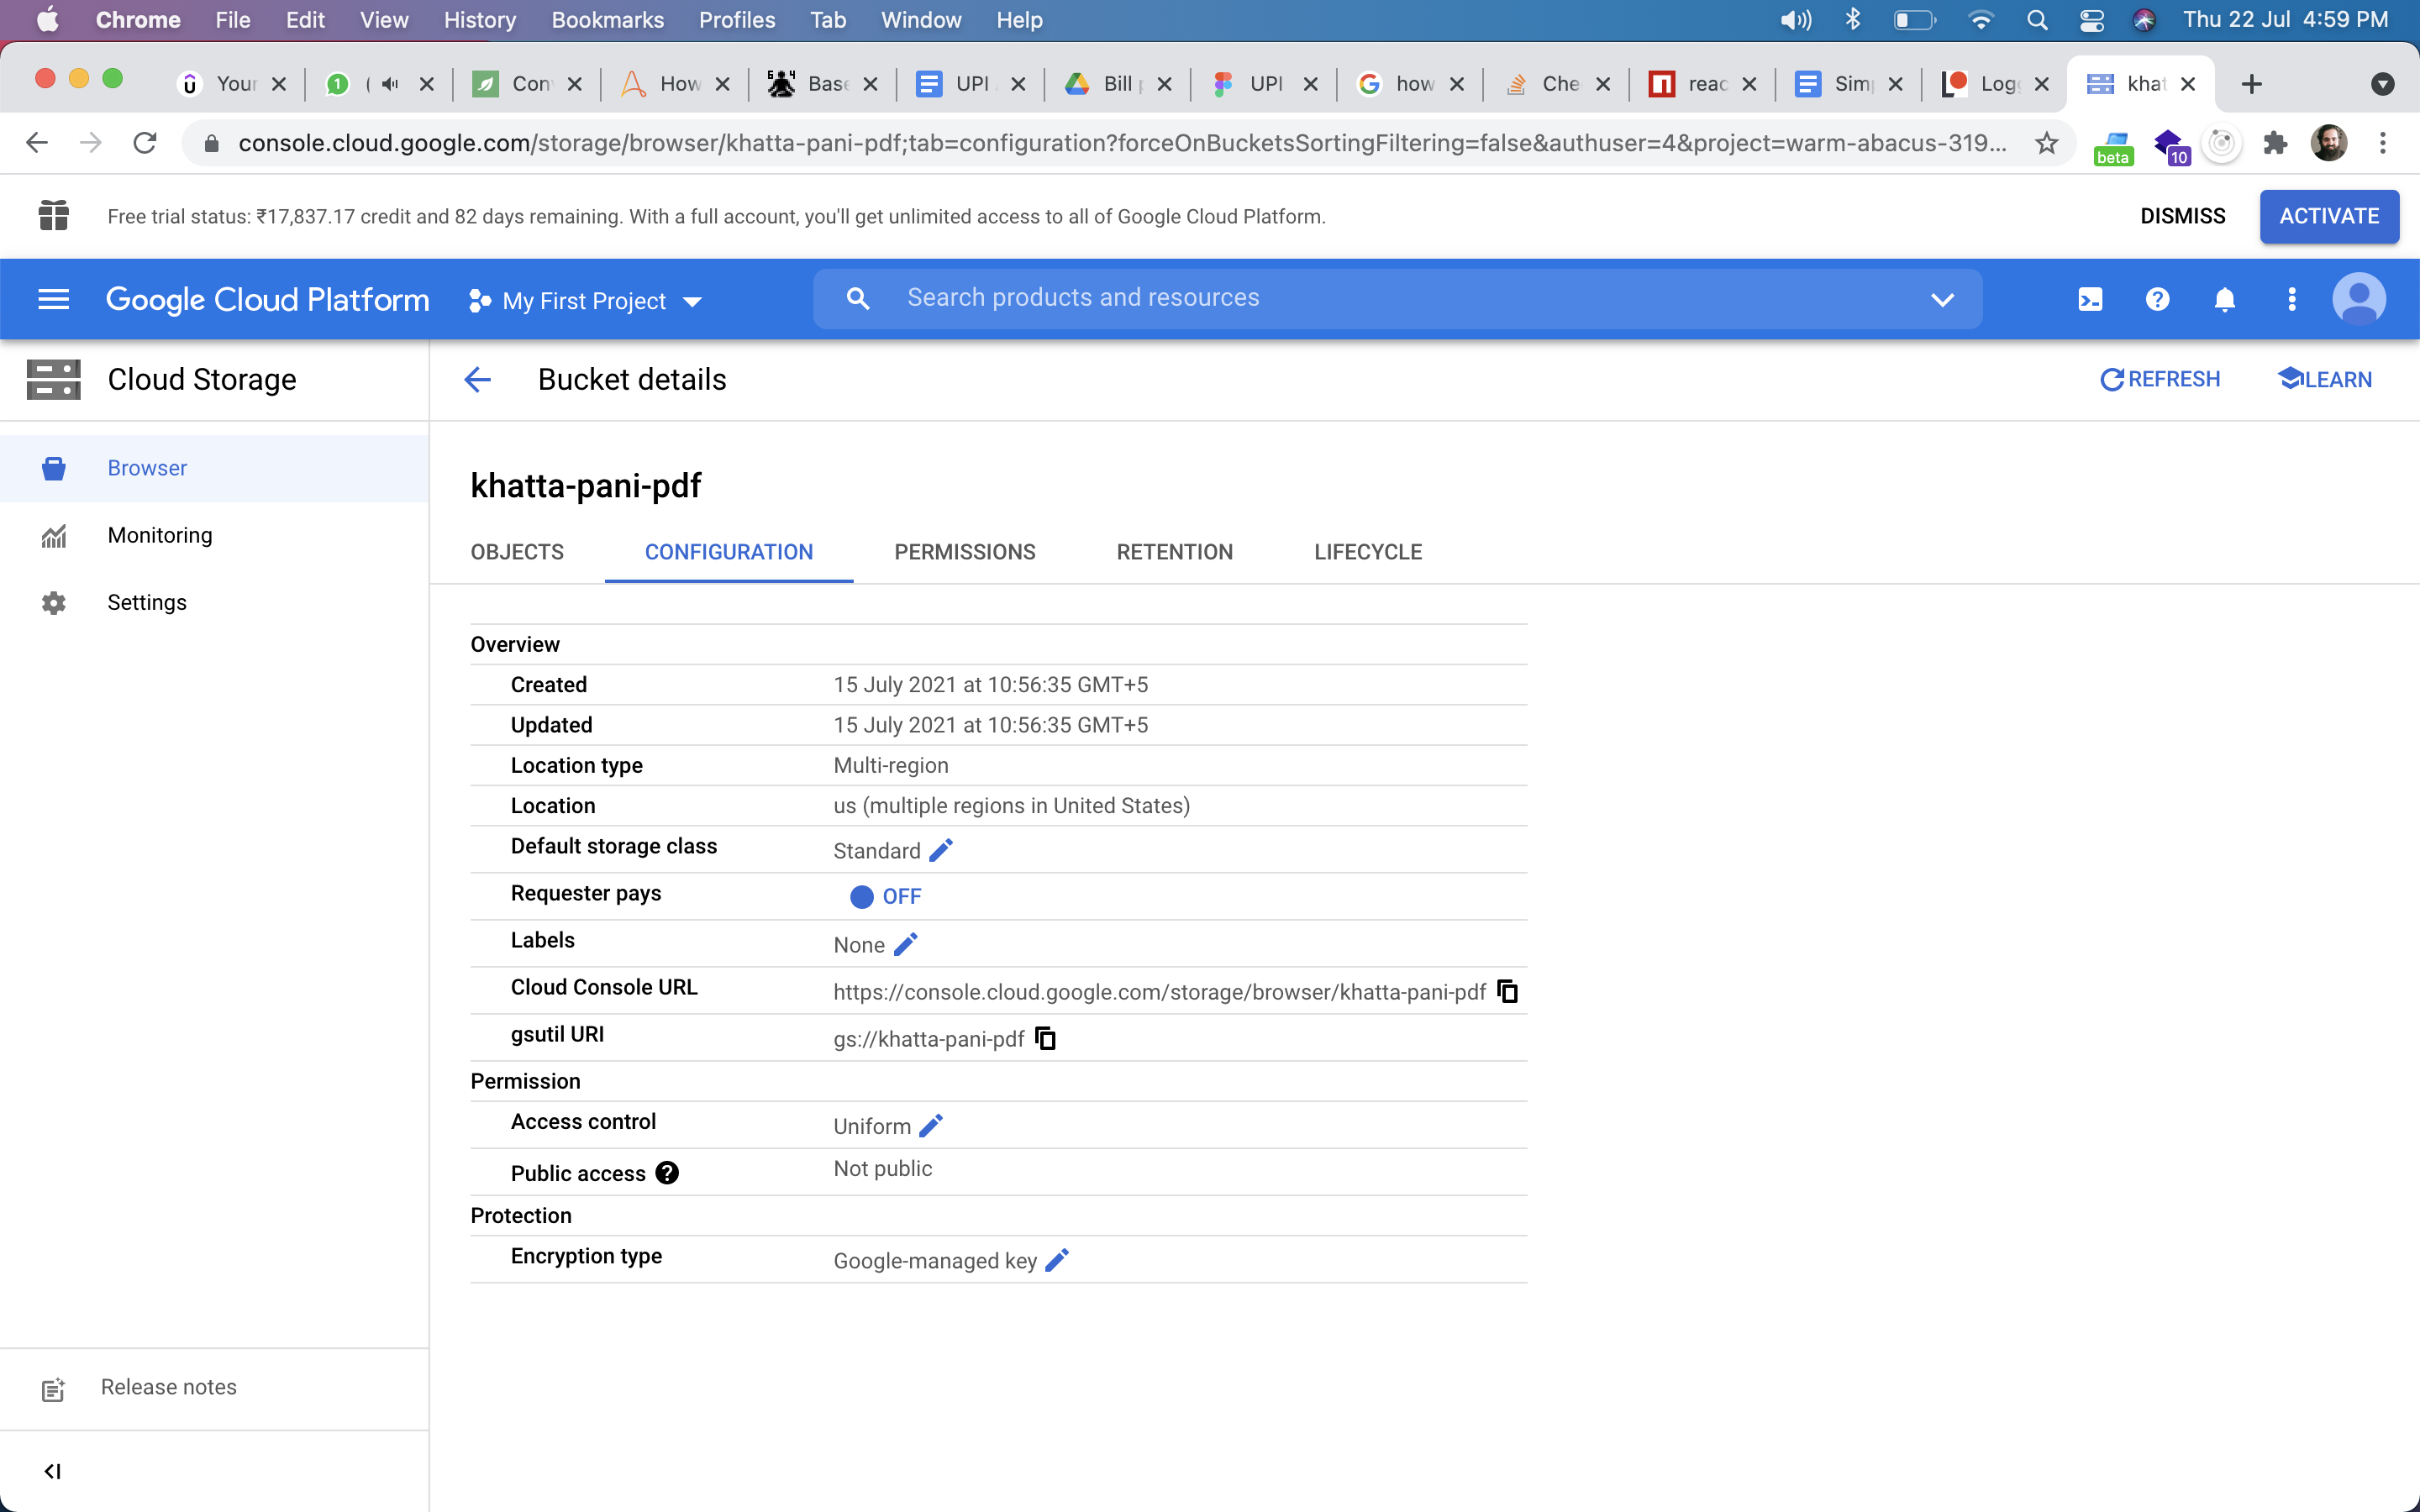 Chrome File Edit View History Bookmarks Profiles Tab Window Help Thu 22 Jul 4:59 PM
Your 1 ( Con How Base UPI Bill UPI how Che reac Sim Log khat
console.cloud.google.com/storage/browser/khatta-pani-pdf;tab=configuration?forceOnBucketsSortingFiltering=false&authuser=4&project=warm-abacus-319... beta 10
Free trial status: ₹17,837.17 credit and 82 days remaining. With a full account, you'll get unlimited access to all of Google Cloud Platform. DISMISS ACTIVATE
Google Cloud Platform My First Project Search products and resources
Cloud Storage Bucket details REFRESH LEARN
Browser
Monitoring
Settings
khatta-pani-pdf
OBJECTS CONFIGURATION PERMISSIONS RETENTION LIFECYCLE
Overview
Created 15 July 2021 at 10:56:35 GMT+5
Updated 15 July 2021 at 10:56:35 GMT+5
Location type Multi-region
Location us (multiple regions in United States)
Default storage class Standard
Requester pays OFF
Labels None
Cloud Console URL https://console.cloud.google.com/storage/browser/khatta-pani-pdf
gsutil URI gs://khatta-pani-pdf
Permission
Access control Uniform
Public access Not public
Protection
Encryption type Google-managed key
Release notes